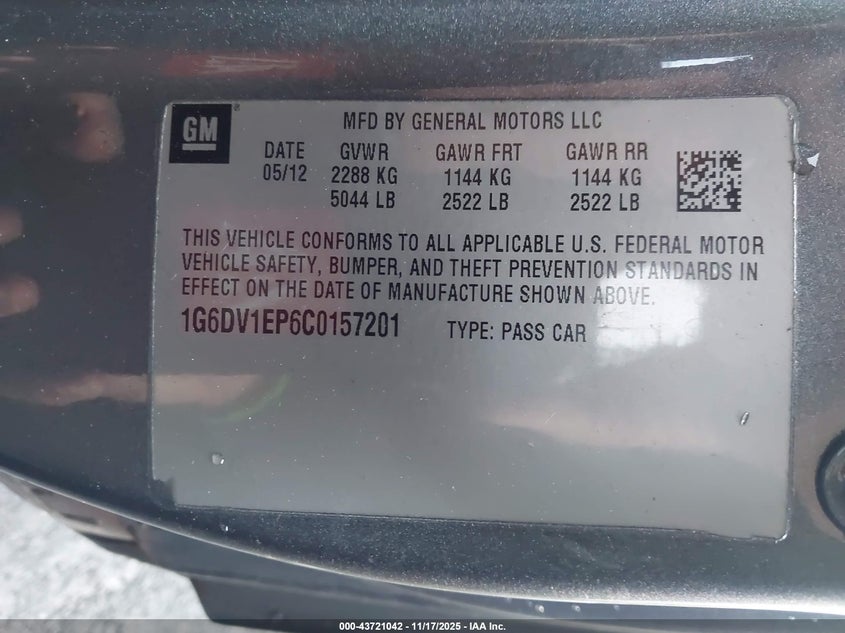 GM
MFD BY GENERAL MOTORS LLC
DATE GVWR GAWR FRT GAWR RR
05/12 2288 KG 1144 KG 1144 KG
5044 LB 2522 LB 2522 LB
THIS VEHICLE CONFORMS TO ALL APPLICABLE U.S. FEDERAL MOTOR
VEHICLE SAFETY, BUMPER, AND THEFT PREVENTION STANDARDS IN
EFFECT ON THE DATE OF MANUFACTURE SHOWN ABOVE.
1G6DV1EP6C0157201 TYPE: PASS CAR
000-43721042 — 11/17/2025 — IAA Inc.